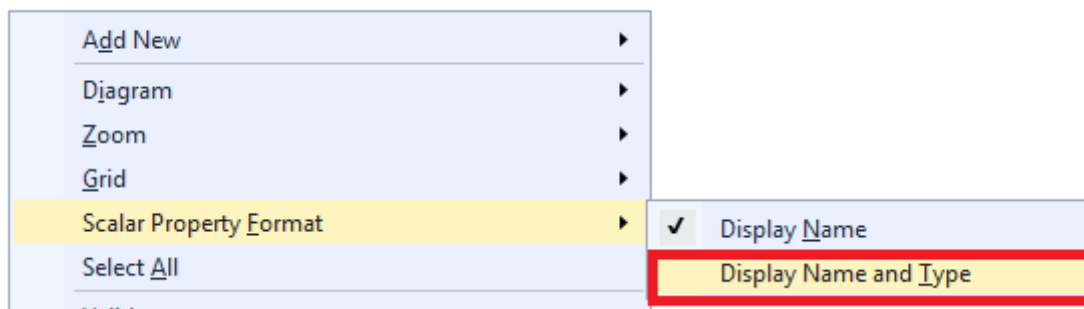 Add New
Diagram
Zoom
Grid
Scalar Property Format
Display Name
Display Name and Type
Select All